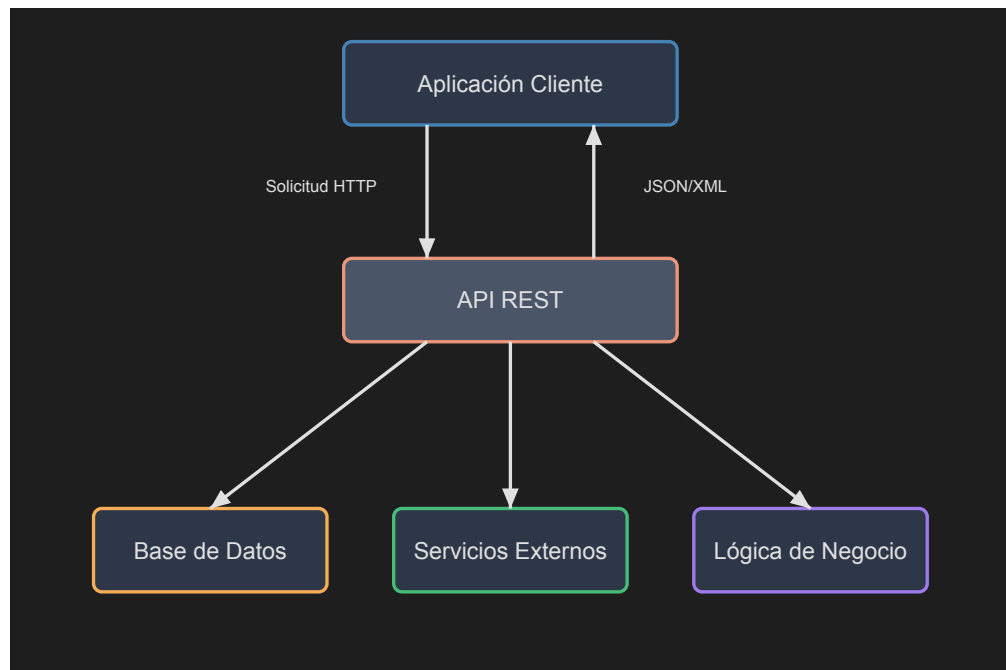 Aplicación Cliente
Solicitud HTTP
JSON/XML
API REST
Base de Datos
Servicios Externos
Lógica de Negocio